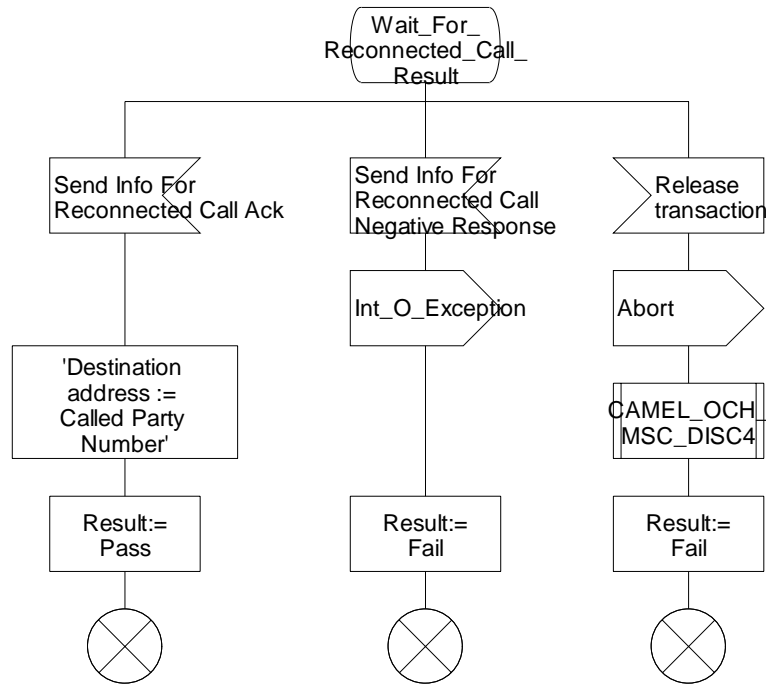 Wait_For_
Reconnected_Call_
Result
Send Info For
Reconnected Call Ack
Send Info For
Reconnected Call
Negative Response
Release
transaction
Int_O_Exception
Abort
'Destination
address :=
Called Party
Number'
CAMEL_OCH_
MSC_DISC4
Result:=
Pass
Result:=
Fail
Result:=
Fail